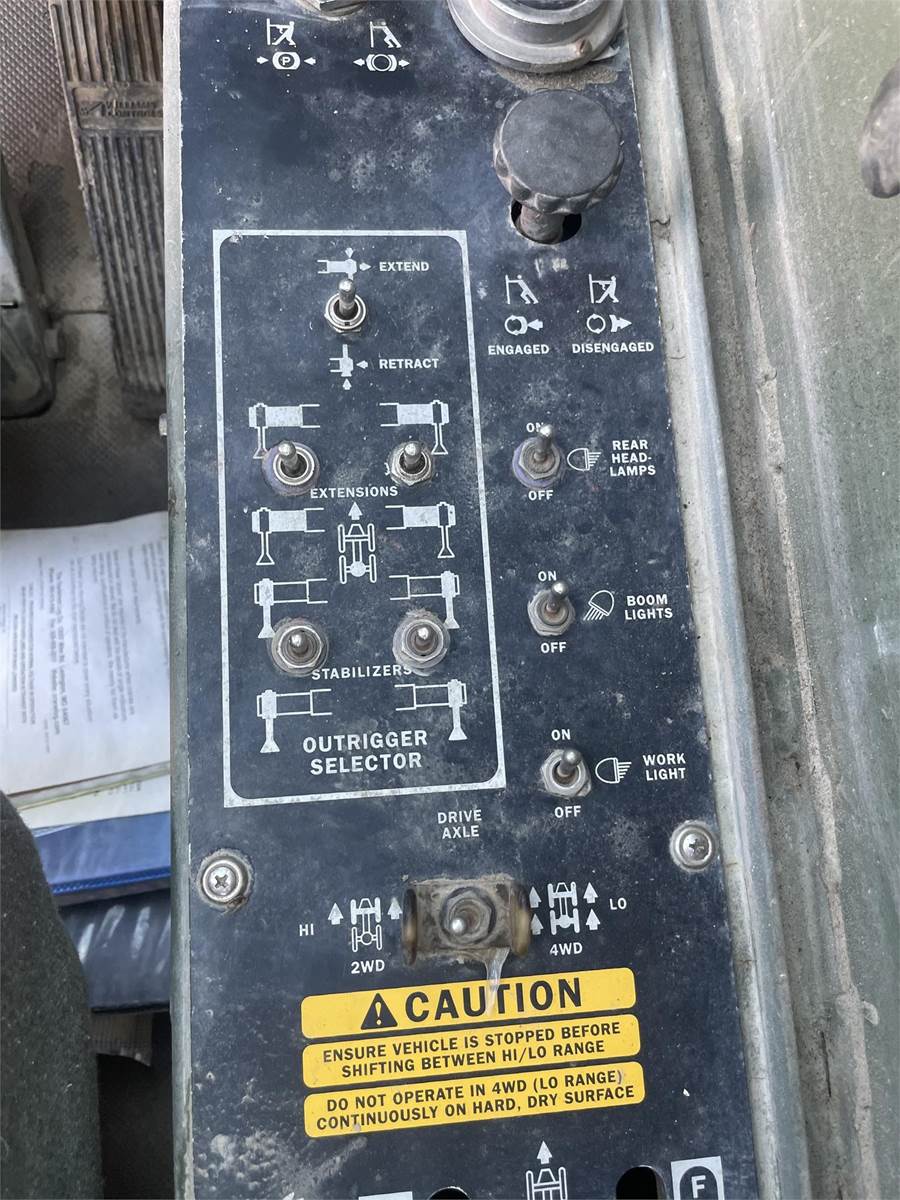 P
WILLIAMS
CONTROLS
EXTEND
RETRACT
ENGAGED
DISENGAGED
ON
REAR
HEAD-
LAMPS
OFF
EXTENSIONS
ON
BOOM
LIGHTS
OFF
STABILIZERS
OUTRIGGER
SELECTOR
ON
WORK
LIGHT
OFF
DRIVE
AXLE
HI
2WD
LO
4WD
CAUTION
ENSURE VEHICLE IS STOPPED BEFORE
SHIFTING BETWEEN HI/LO RANGE
DO NOT OPERATE IN 4WD (LO RANGE)
CONTINUOUSLY ON HARD, DRY SURFACE
F